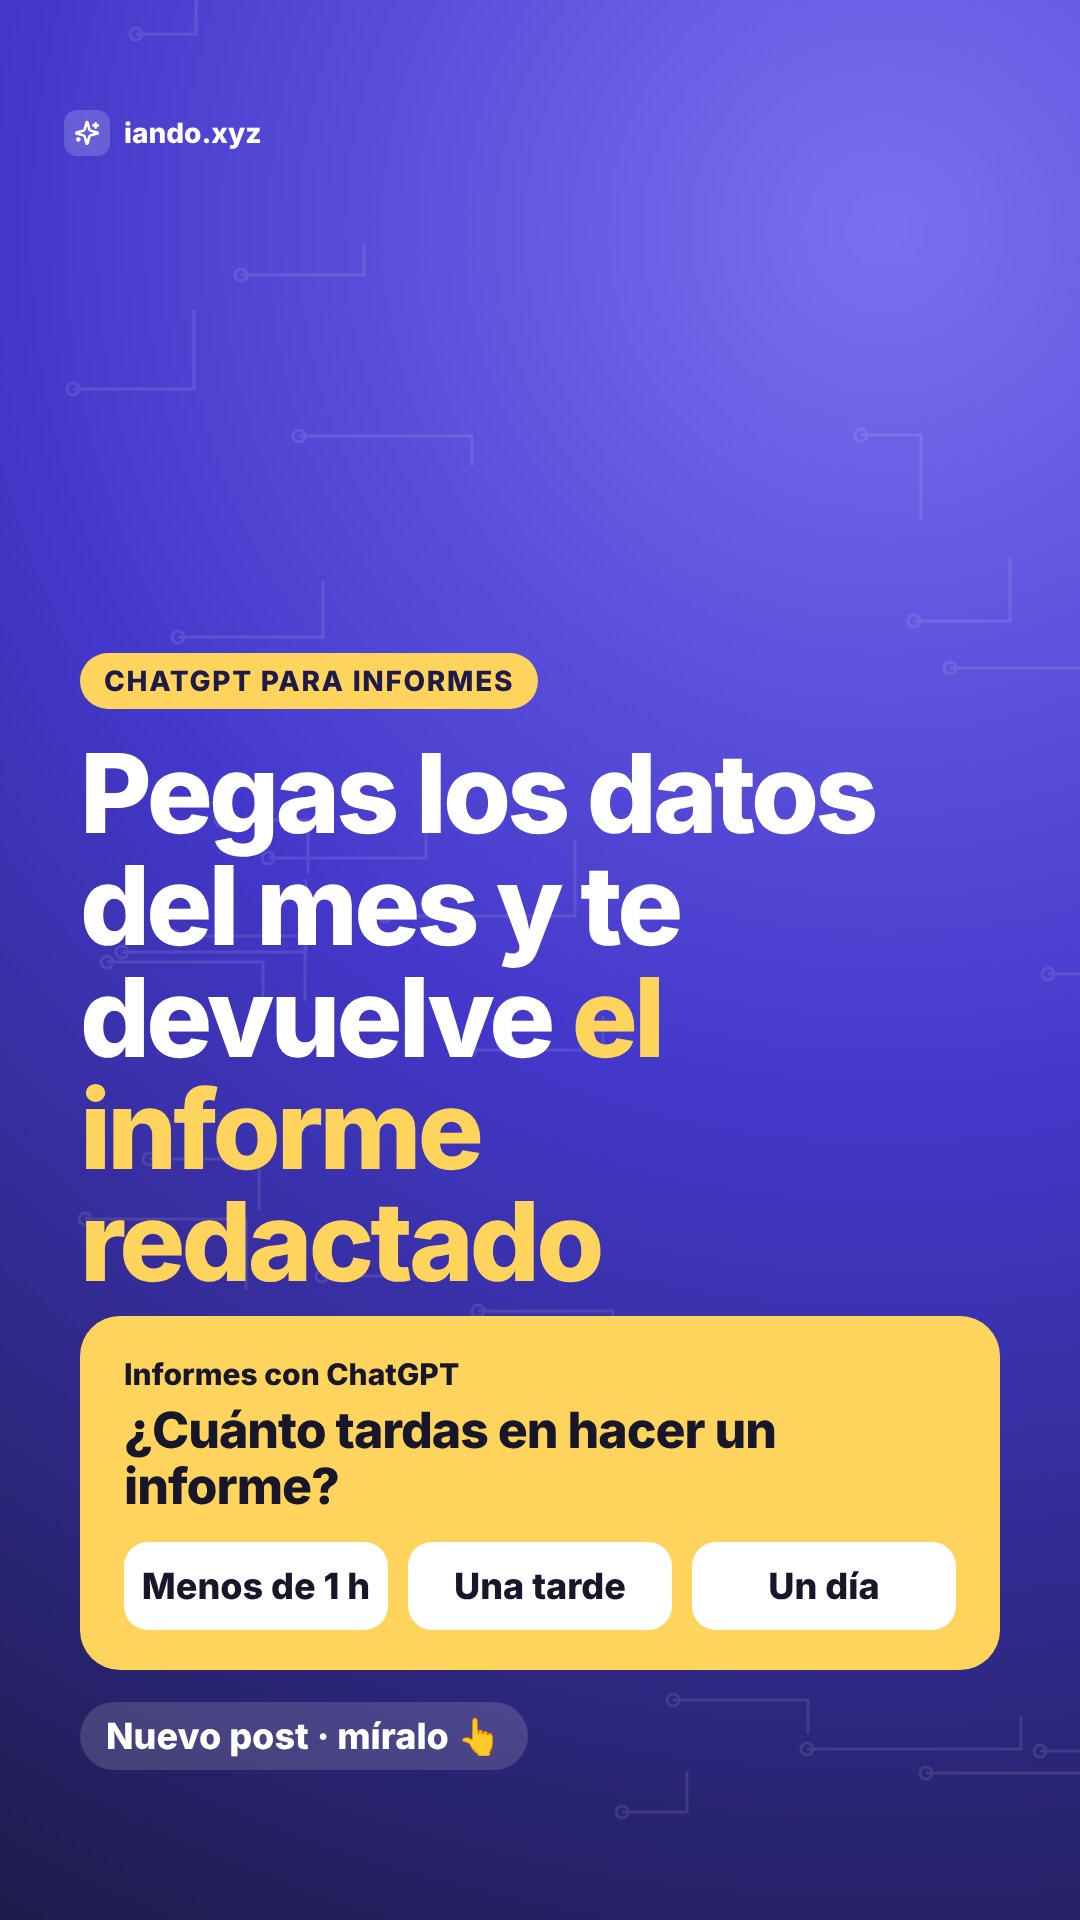 iando.xyz
CHATGPT PARA INFORMES
Pegas los datos
del mes y te
devuelve el
informe
redactado
Informes con ChatGPT
¿Cuánto tardas en hacer un
informe?
Menos de 1 h
Una tarde
Un día
Nuevo post · míralo 👆